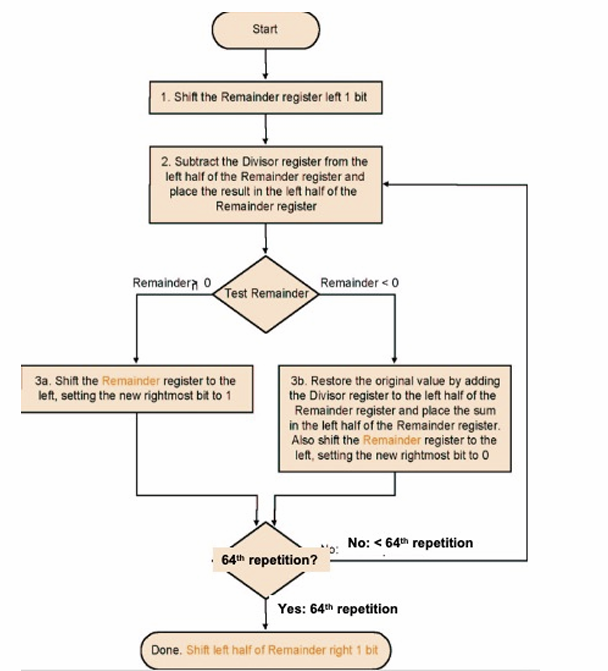 Start
1. Shift the Remainder register left 1 bit
2. Subtract the Divisor register from the
left half of the Remainder register and
place the result in the left half of the
Remainder register
Remainder ≥ 0
Test Remainder
Remainder < 0
3a. Shift the Remainder register to the
left, setting the new rightmost bit to 1
3b. Restore the original value by adding
the Divisor register to the left half of the
Remainder register and place the sum
in the left half of the Remainder register.
Also shift the Remainder register to the
left, setting the new rightmost bit to 0
64th repetition?
No:
No: < 64th repetition
Yes: 64th repetition
Done. Shift left half of Remainder right 1 bit